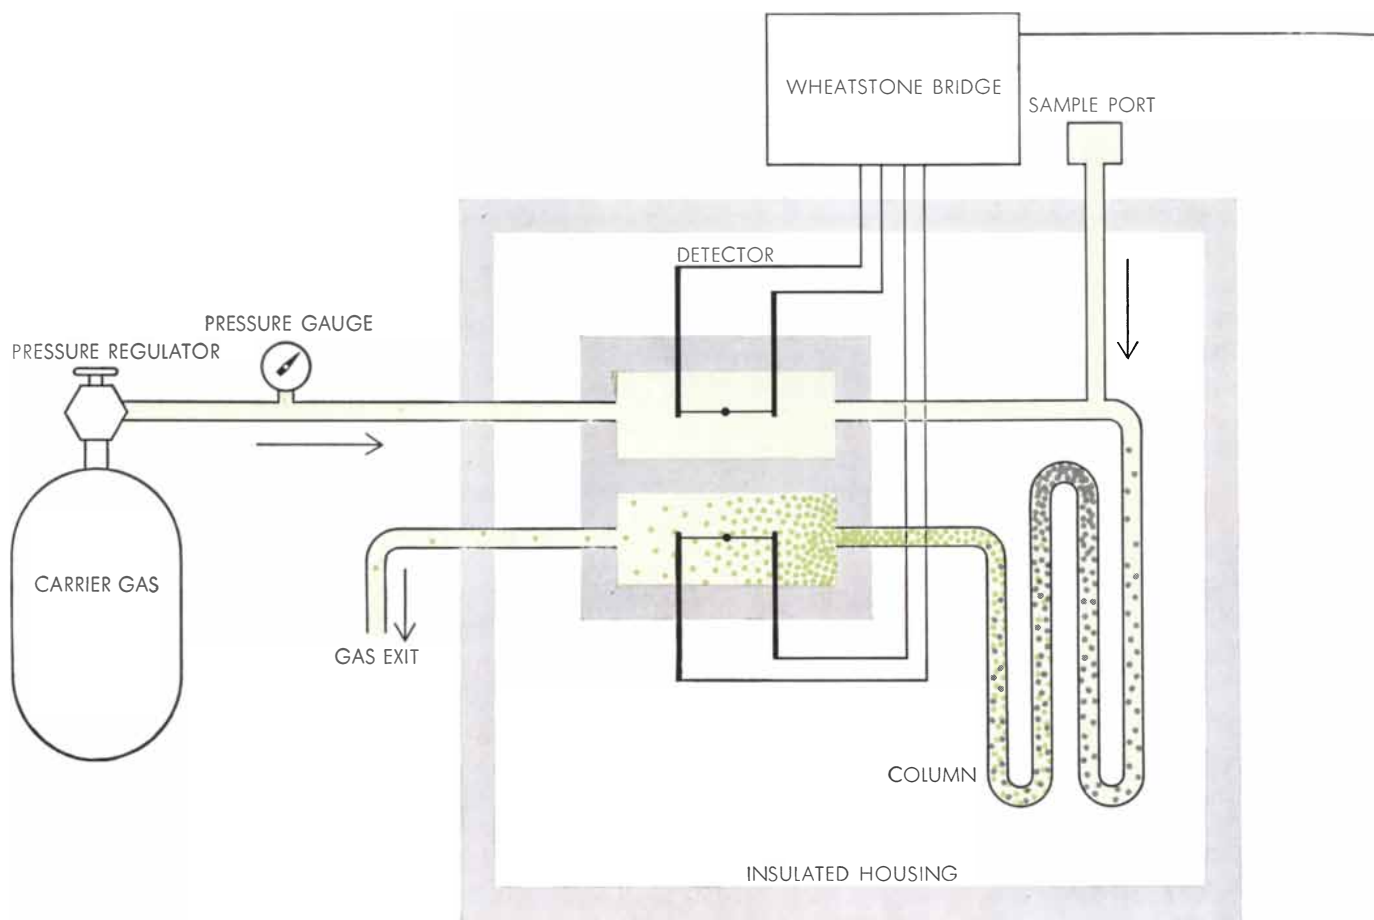 WHEATSTONE BRIDGE
SAMPLE PORT
DETECTOR
PRESSURE GAUGE
PRESSURE REGULATOR
CARRIER GAS
GAS EXIT
COLUMN
INSULATED HOUSING